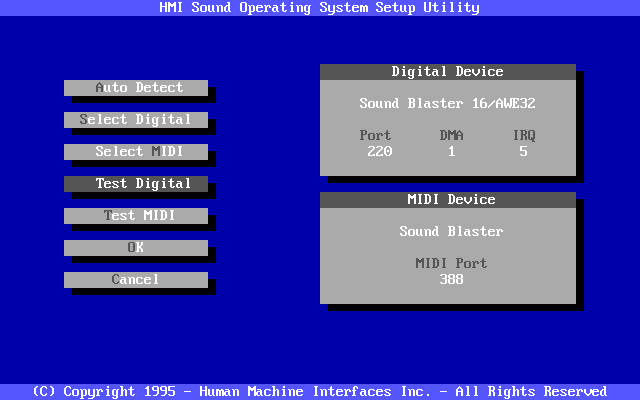 HMI Sound Operating System Setup Utility
Auto Detect
Select Digital
Select MIDI
Test Digital
Test MIDI
OK
Cancel
Digital Device
Sound Blaster 16/AWE32
Port DMA IRQ
220 1 5
MIDI Device
Sound Blaster
MIDI Port
388
(C) Copyright 1995 - Human Machine Interfaces Inc. - All Rights Reserved